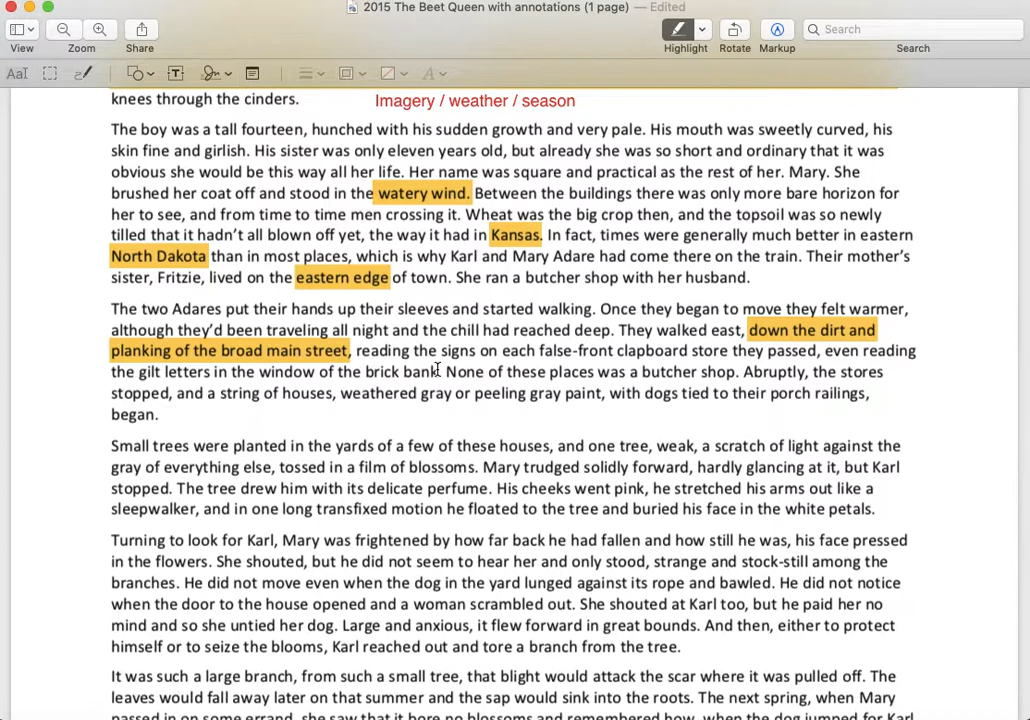 2015 The Beet Queen with annotations (1 page) — Edited
View
Zoom
Share
Highlight
Rotate
Markup
Search
Search
AaI
A
knees through the cinders.
Imagery / weather / season
The boy was a tall fourteen, hunched with his sudden growth and very pale. His mouth was sweetly curved, his
skin fine and girlish. His sister was only eleven years old, but already she was so short and ordinary that it was
obvious she would be this way all her life. Her name was square and practical as the rest of her. Mary. She
brushed her coat off and stood in the watery wind. Between the buildings there was only more bare horizon for
her to see, and from time to time men crossing it. Wheat was the big crop then, and the topsoil was so newly
tilled that it hadn't all blown off yet, the way it had in Kansas. In fact, times were generally much better in eastern
North Dakota than in most places, which is why Karl and Mary Adare had come there on the train. Their mother's
sister, Fritzie, lived on the eastern edge of town. She ran a butcher shop with her husband.
The two Adares put their hands up their sleeves and started walking. Once they began to move they felt warmer,
although they'd been traveling all night and the chill had reached deep. They walked east, down the dirt and
planking of the broad main street, reading the signs on each false-front clapboard store they passed, even reading
the gilt letters in the window of the brick bank. None of these places was a butcher shop. Abruptly, the stores
stopped, and a string of houses, weathered gray or peeling gray paint, with dogs tied to their porch railings,
began.
Small trees were planted in the yards of a few of these houses, and one tree, weak, a scratch of light against the
gray of everything else, tossed in a film of blossoms. Mary trudged solidly forward, hardly glancing at it, but Karl
stopped. The tree drew him with its delicate perfume. His cheeks went pink, he stretched his arms out like a
sleepwalker, and in one long transfixed motion he floated to the tree and buried his face in the white petals.
Turning to look for Karl, Mary was frightened by how far back he had fallen and how still he was, his face pressed
in the flowers. She shouted, but he did not seem to hear her and only stood, strange and stock-still among the
branches. He did not move even when the dog in the yard lunged against its rope and bawled. He did not notice
when the door to the house opened and a woman scrambled out. She shouted at Karl too, but he paid her no
mind and so she untied her dog. Large and anxious, it flew forward in great bounds. And then, either to protect
himself or to seize the blooms, Karl reached out and tore a branch from the tree.
It was such a large branch, from such a small tree, that blight would attack the scar where it was pulled off. The
leaves would fall away later on that summer and the sap would sink into the roots. The next spring, when Mary
passed in on some errand, she saw that it bore no blossoms and remembered how, when the dog jumped for Karl